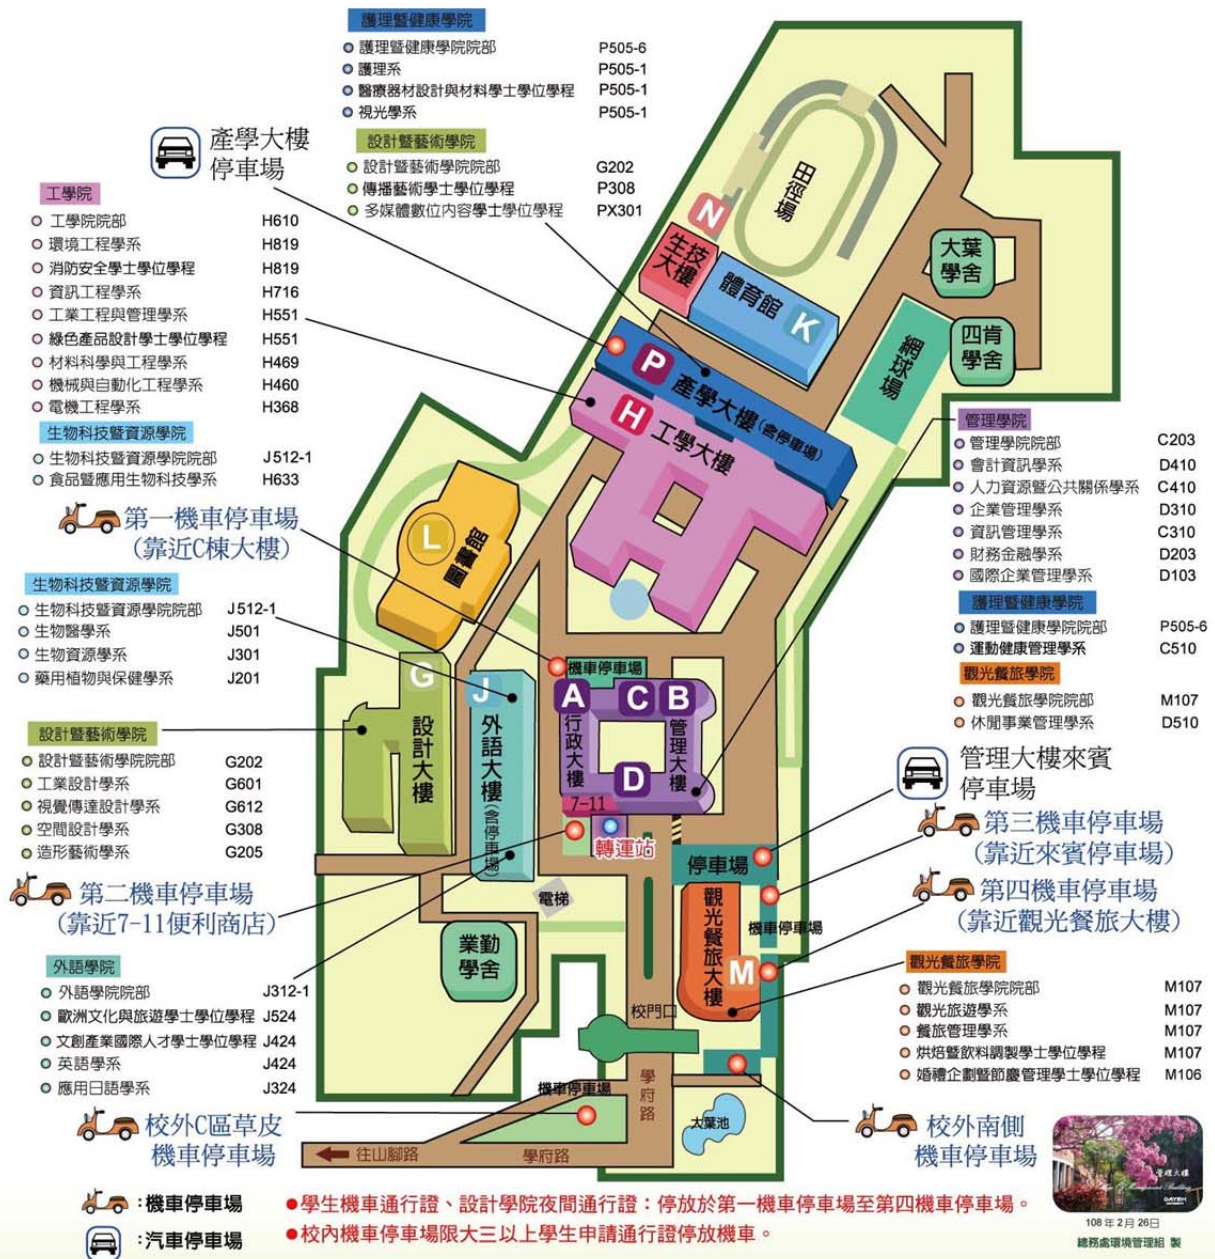 護理暨健康學院
護理暨健康學院院部 P505-6
護理系 P505-1
醫療器材設計與材料學士學位學程 P505-1
視光學系 P505-1
設計暨藝術學院
設計暨藝術學院院部 G202
傳播藝術學士學位學程 P308
多媒體數位內容學士學位學程 PX301
產學大樓
停車場
工學院
工學院院部 H610
環境工程學系 H819
消防安全學士學位學程 H819
資訊工程學系 H716
工業工程與管理學系 H551
綠色產品設計學士學位學程 H551
材料科學與工程學系 H469
機械與自動化工程學系 H460
電機工程學系 H368
生物科技暨資源學院
生物科技暨資源學院院部 J512-1
食品暨應用生物科技學系 H633
第一機車停車場
(靠近C棟大樓)
生物科技暨資源學院
生物科技暨資源學院院部 J512-1
生物醫學系 J501
生物資源學系 J301
藥用植物與保健學系 J201
設計暨藝術學院
設計暨藝術學院院部 G202
工業設計學系 G601
視覺傳達設計學系 G612
空間設計學系 G308
造形藝術學系 G205
第二機車停車場
(靠近7-11便利商店)
外語學院
外語學院院部 J312-1
歐洲文化與旅遊學士學位學程 J524
文創產業國際人才學士學位學程 J424
英語學系 J424
應用日語學系 J324
校外C區草皮
機車停車場
田徑場
N
生技大樓
體育館 K
大葉學舍
四肯學舍
網球場
P 產學大樓(含停車場)
H 工學大樓
L 圖書館
G 設計大樓
J 外語大樓(含停車場)
機車停車場
A C B
行政大樓
管理大樓
D
7-11
轉運站
電梯
業勤學舍
停車場
觀光餐旅大樓 M
機車停車場
校門口
學府路
機車停車場
大葉池
往山腳路
學府路
管理學院
管理學院院部 C203
會計資訊學系 D410
人力資源暨公共關係學系 C410
企業管理學系 D310
資訊管理學系 C310
財務金融學系 D203
國際企業管理學系 D103
護理暨健康學院
護理暨健康學院院部 P505-6
運動健康管理學系 C510
觀光餐旅學院
觀光餐旅學院院部 M107
休閒事業管理學系 D510
管理大樓來賓
停車場
第三機車停車場
(靠近來賓停車場)
第四機車停車場
(靠近觀光餐旅大樓)
觀光餐旅學院
觀光餐旅學院院部 M107
觀光旅遊學系 M107
餐旅管理學系 M107
烘焙暨飲料調製學士學位學程 M107
婚禮企劃暨節慶管理學士學位學程 M106
校外南側
機車停車場
管理大樓
108年2月26日
總務處環境管理組 製
:機車停車場
:汽車停車場
●學生機車通行證、設計學院夜間通行證：停放於第一機車停車場至第四機車停車場。
●校內機車停車場限大三以上學生申請通行證停放機車。